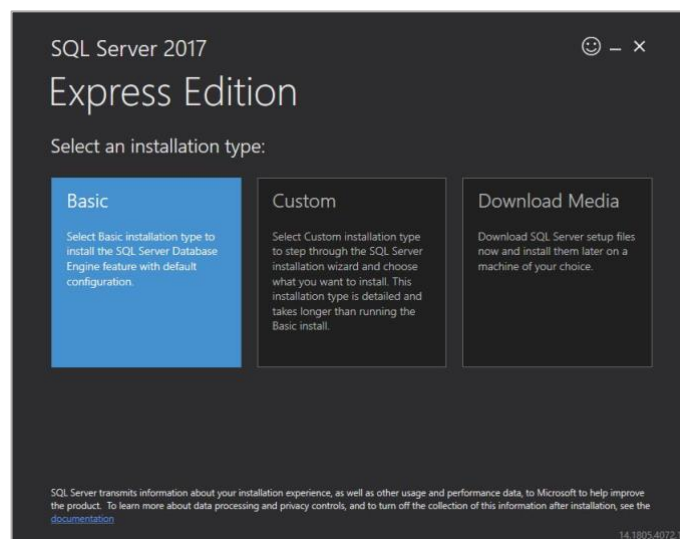 SQL Server 2017
Express Edition
Select an installation type:
Basic
Select Basic installation type to
install the SQL Server Database
Engine feature with default
configuration.
Custom
Select Custom installation type
to step through the SQL Server
installation wizard and choose
what you want to install. This
installation type is detailed and
takes longer than running the
Basic install.
Download Media
Download SQL Server setup files
now and install them later on a
machine of your choice.
SQL Server transmits information about your installation experience, as well as other usage and performance data, to Microsoft to help improve
the product. To learn more about data processing and privacy controls, and to turn off the collection of this information after installation, see the
documentation
14.1805.4072.1